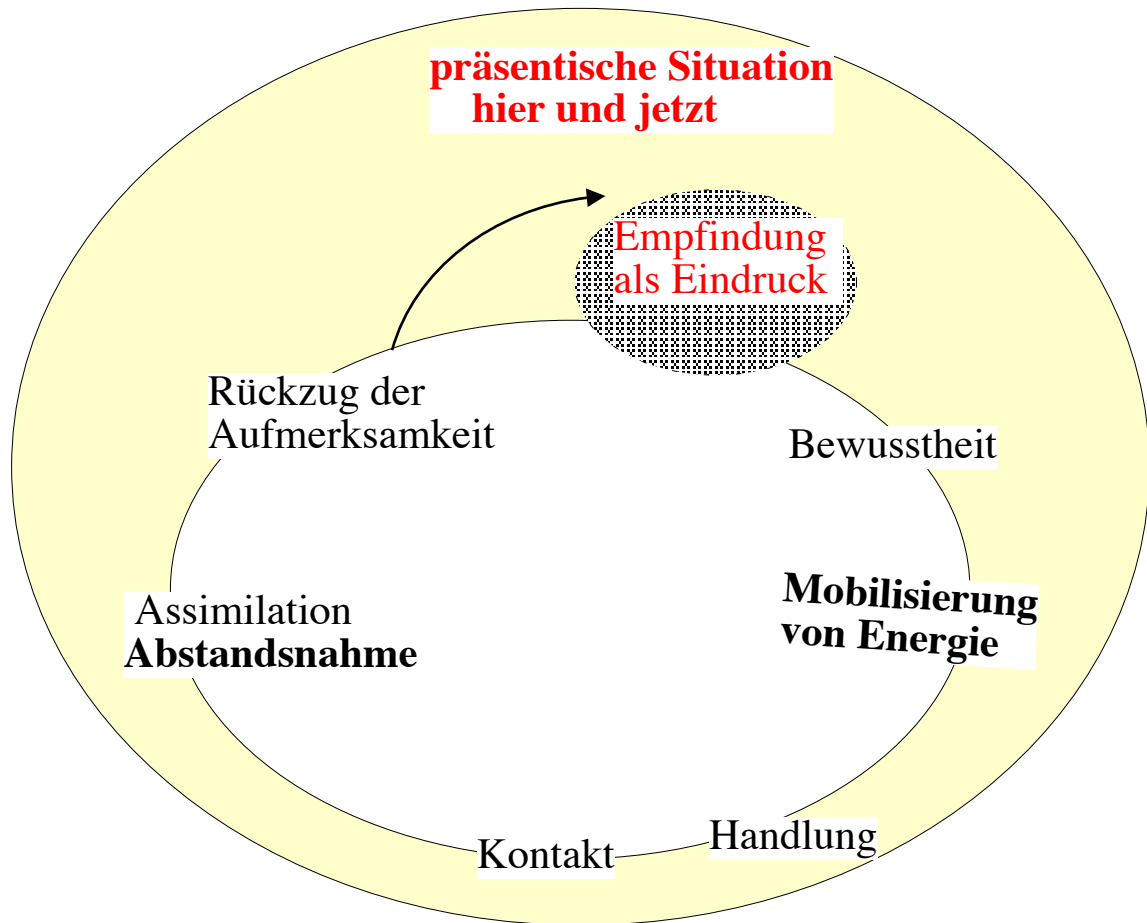 präsentische Situation
hier und jetzt
Empfindung
als Eindruck
Rückzug der
Aufmerksamkeit
Bewusstheit
Mobilisierung
von Energie
Assimilation
Abstandsnahme
Handlung
Kontakt